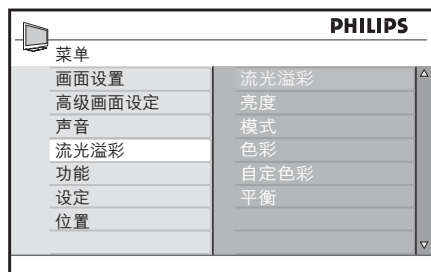 PHILIPS
菜单
画面设置
高级画面设定
声音
流光溢彩
功能
设定
位置
流光溢彩
亮度
模式
色彩
自定色彩
平衡